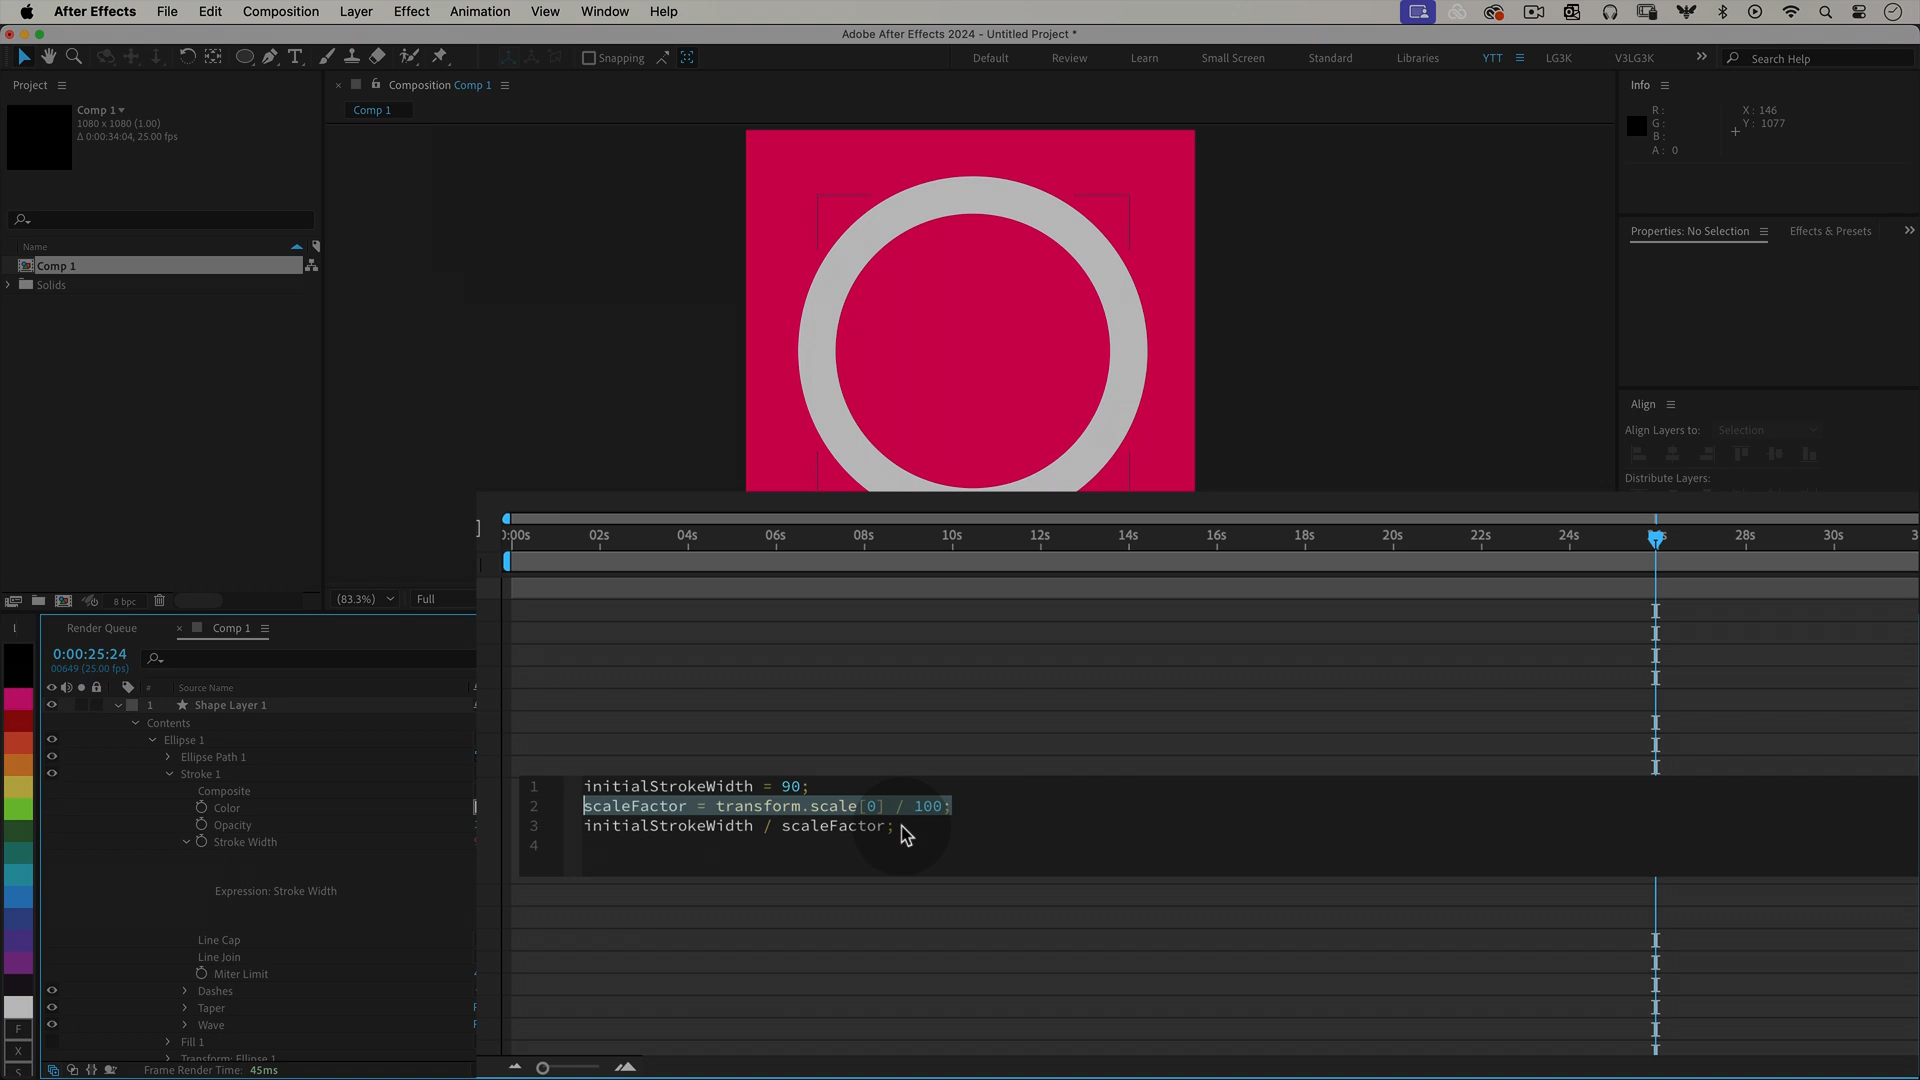 After Effects File Edit Composition Layer Effect Animation View Window Help
Adobe After Effects 2024 - Untitled Project *
Snapping Default Review Learn Small Screen Standard Libraries YTT LG3K V3LG3K Search Help
Project
Comp 1
1080 x 1080 (1.00)
Δ 0:00:34:04, 25.00 fps
Name
Comp 1
Solids
8 bpc
Composition Comp 1
Comp 1
(83.3%) Full
Info
R:
G:
B:
A: 0
X: 146
Y: 1077
Properties: No Selection Effects & Presets
Align
Align Layers to: Selection
Distribute Layers:
Render Queue Comp 1
0:00:25:24
00649 (25.00 fps)
# Source Name
1 Shape Layer 1
Contents
Ellipse 1
Ellipse Path 1
Stroke 1
Composite
Color
Opacity
Stroke Width
Expression: Stroke Width
Line Cap
Line Join
Miter Limit
Dashes
Taper
Wave
Fill 1
Transform: Ellipse 1
F
X
S
Frame Render Time: 45ms
):00s 02s 04s 06s 08s 10s 12s 14s 16s 18s 20s 22s 24s 28s 30s 3
1 initialStrokeWidth = 90;
2 scaleFactor = transform.scale[0] / 100;
3 initialStrokeWidth / scaleFactor;
4